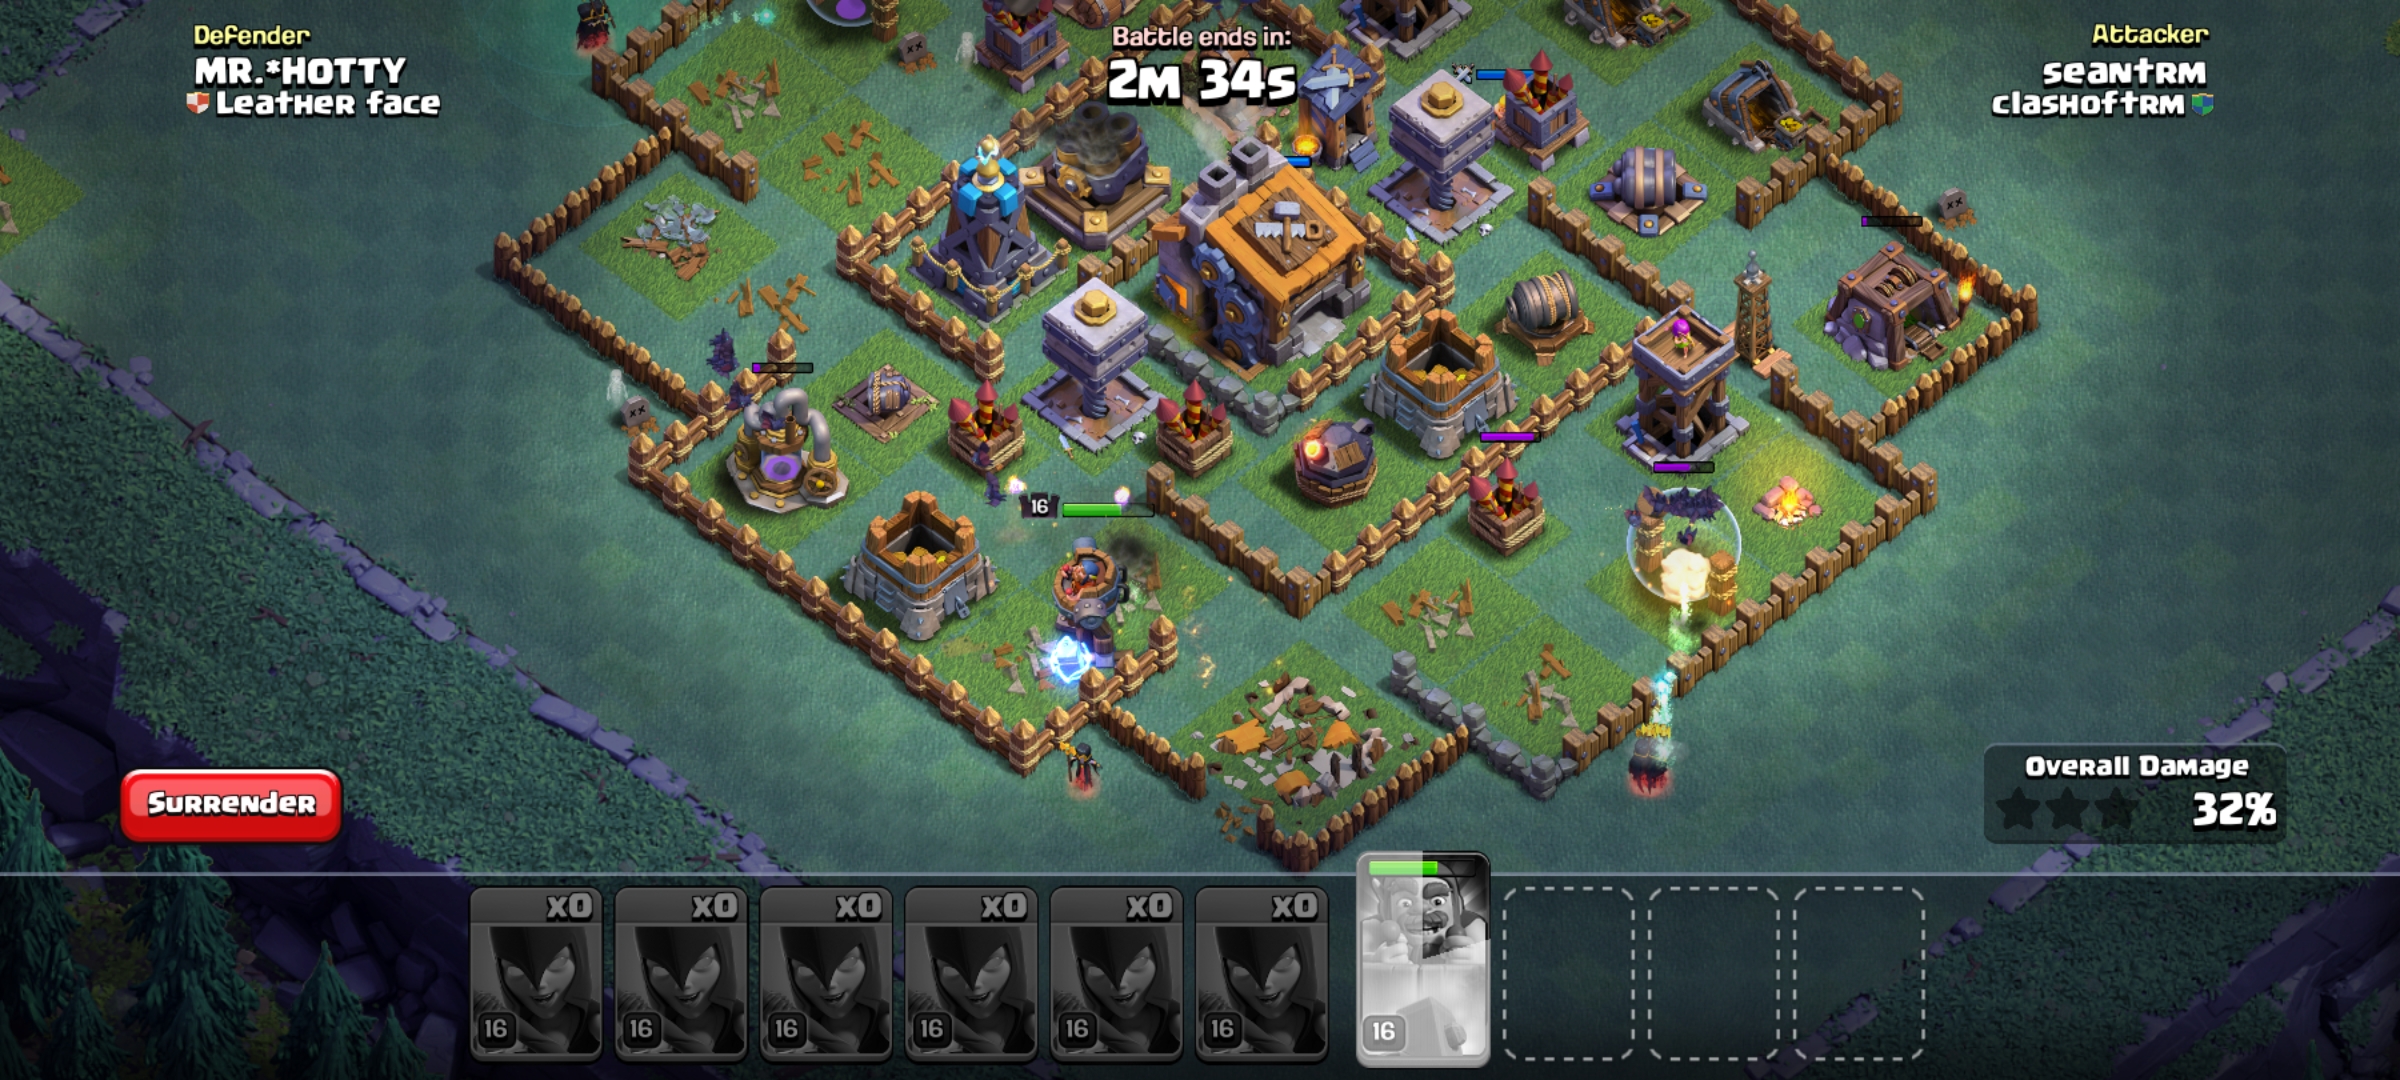 Defender
MR.*HOTTY
Leather face
Battle ends in:
2M 34s
Attacker
seantRM
clashoftRM
16
Surrender
Overall Damage
32%
x0
x0
x0
x0
x0
x0
16
16
16
16
16
16
16